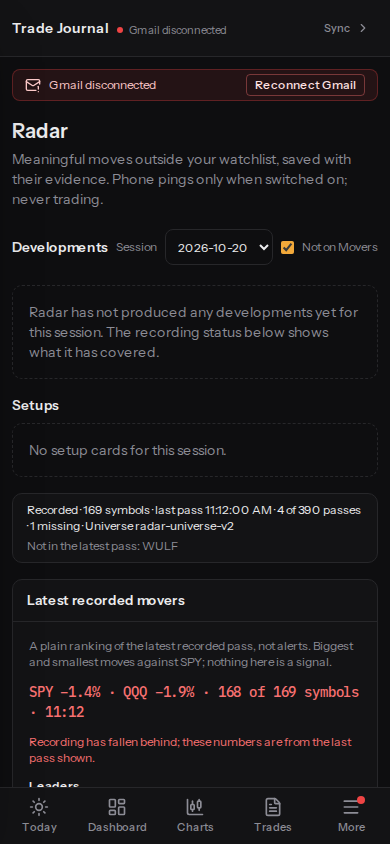 Trade Journal
Gmail disconnected
Sync
Gmail disconnected
Reconnect Gmail
Radar
Meaningful moves outside your watchlist, saved with
their evidence. Phone pings only when switched on;
never trading.
Developments
Session
2026-10-20
Not on Movers
Radar has not produced any developments yet for
this session. The recording status below shows
what it has covered.
Setups
No setup cards for this session.
Recorded · 169 symbols · last pass 11:12:00 AM · 4 of 390 passes
· 1 missing · Universe radar-universe-v2
Not in the latest pass: WULF
Latest recorded movers
A plain ranking of the latest recorded pass, not alerts. Biggest
and smallest moves against SPY; nothing here is a signal.
SPY −1.4% · QQQ −1.9% · 168 of 169 symbols
· 11:12
Recording has fallen behind; these numbers are from the last
pass shown.
Leaders
Today
Dashboard
Charts
Trades
More